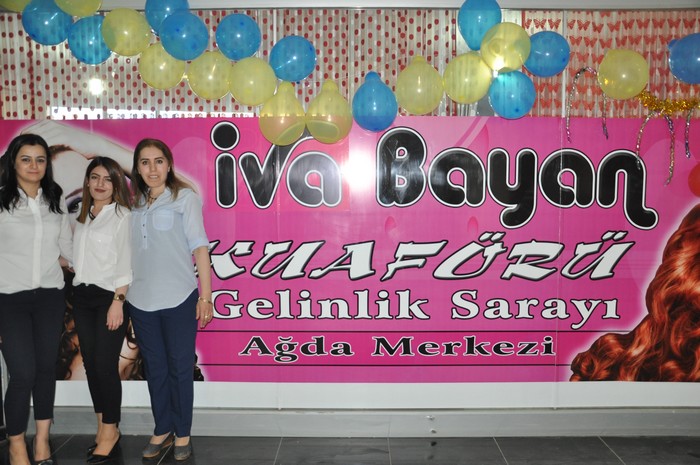 iva Bayan
KUAFÖRÜ
Gelinlik Sarayı
Ağda Merkezi